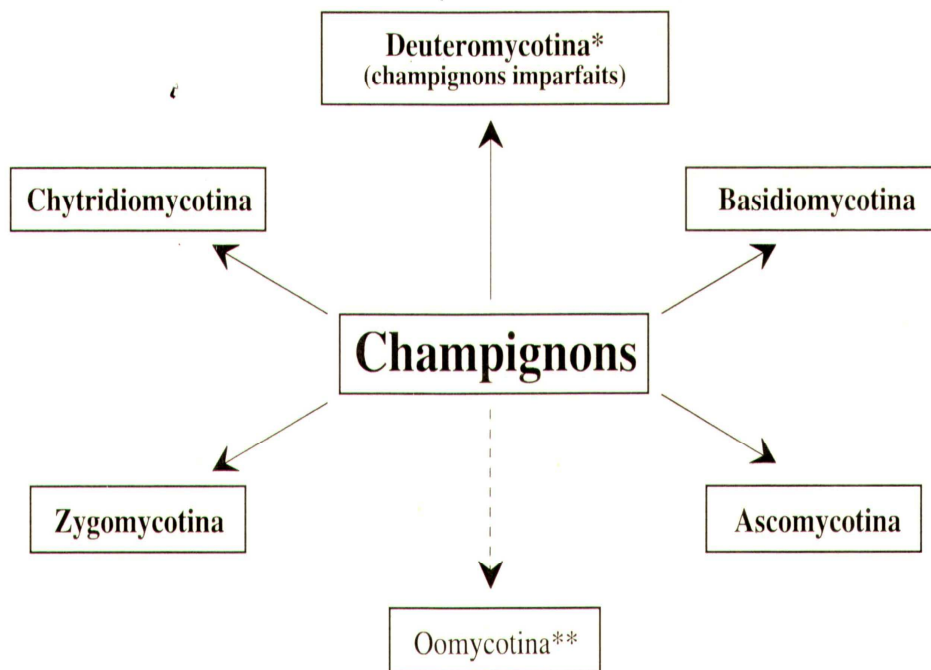 Deuteromycotina*
(champignons imparfaits)
Chytridiomycotina
Basidiomycotina
Champignons
Zygomycotina
Ascomycotina
Oomycotina**